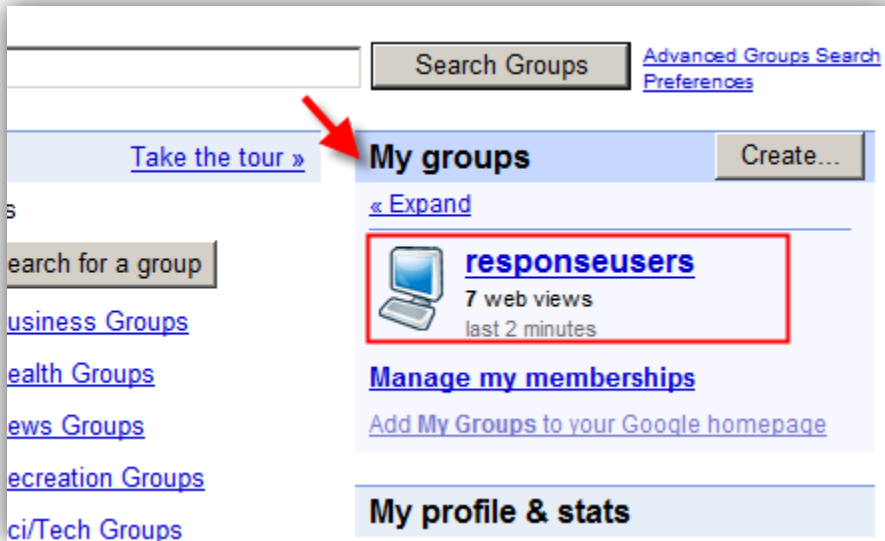 Search Groups
Advanced Groups Search
Preferences
Take the tour »
My groups
Create...
« Expand
s
earch for a group
responseusers
7 web views
last 2 minutes
usiness Groups
ealth Groups
Manage my memberships
ews Groups
Add My Groups to your Google homepage
ecreation Groups
My profile & stats
ci/Tech Groups